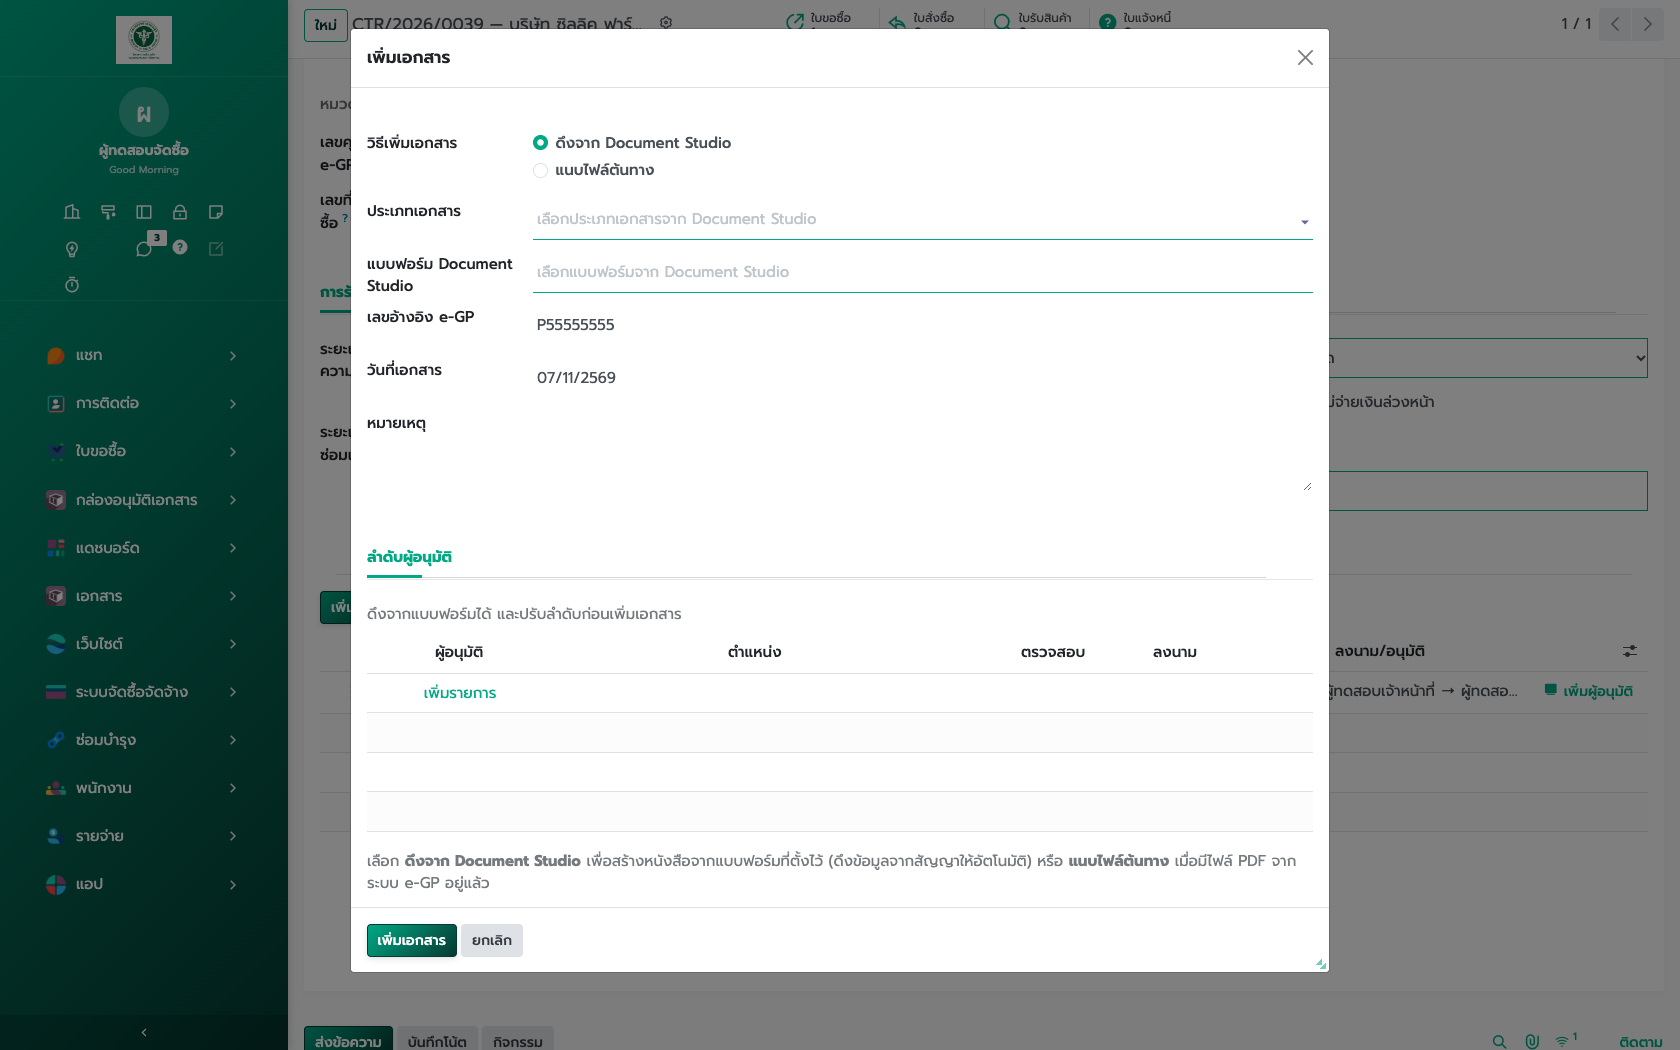 ใหม่
CTR/2026/0039 — บริษัท ซิลลิค ฟาร์...
ใบขอซื้อ
ใบสั่งซื้อ
ใบรับสินค้า
ใบแจ้งหนี้
1 / 1
ผ
ผู้ทดสอบจัดซื้อ
Good Morning
3
แชท
การติดต่อ
ใบขอซื้อ
กล่องอนุมัติเอกสาร
แดชบอร์ด
เอกสาร
เว็บไซต์
ระบบจัดซื้อจัดจ้าง
ซ่อมบำรุง
พนักงาน
รายจ่าย
แอป
เพิ่มเอกสาร
วิธีเพิ่มเอกสาร
ดึงจาก Document Studio
แนบไฟล์ต้นทาง
ประเภทเอกสาร
เลือกประเภทเอกสารจาก Document Studio
แบบฟอร์ม Document Studio
เลือกแบบฟอร์มจาก Document Studio
เลขอ้างอิง e-GP
P55555555
วันที่เอกสาร
07/11/2569
หมายเหตุ
ลำดับผู้อนุมัติ
ดึงจากแบบฟอร์มได้ และปรับลำดับก่อนเพิ่มเอกสาร
ผู้อนุมัติ ตำแหน่ง ตรวจสอบ ลงนาม
เพิ่มรายการ
เลือก ดึงจาก Document Studio เพื่อสร้างหนังสือจากแบบฟอร์มที่ตั้งไว้ (ดึงข้อมูลจากสัญญาให้อัตโนมัติ) หรือ แนบไฟล์ต้นทาง เมื่อมีไฟล์ PDF จาก
ระบบ e-GP อยู่แล้ว
เพิ่มเอกสาร
ยกเลิก
จ่ายเงินล่วงหน้า
ลงนาม/อนุมัติ
ผู้ทดสอบเจ้าหน้าที่ → ผู้ทดสอ...
เพิ่มผู้อนุมัติ
ส่งข้อความ
บันทึกโน้ต
กิจกรรม
1
ติดตาม